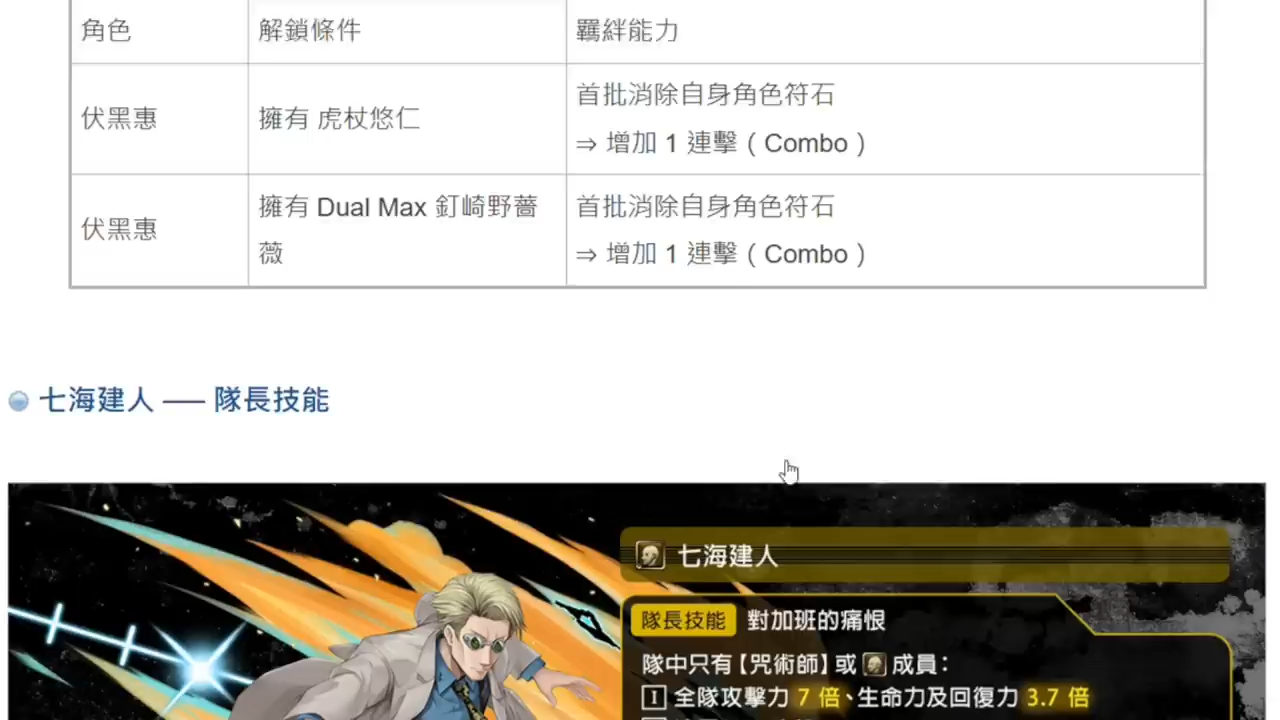 角色
解鎖條件
羈絆能力
伏黑惠
擁有 虎杖悠仁
首批消除自身角色符石
⇒ 增加 1 連擊 ( Combo )
伏黑惠
擁有 Dual Max 釘崎野薔
薇
首批消除自身角色符石
⇒ 增加 1 連擊 ( Combo )
七海建人 —— 隊長技能
七海建人
隊長技能 對加班的痛恨
隊中只有【咒術師】或 成員：
1 全隊攻擊力 7 倍、生命力及回復力 3.7 倍